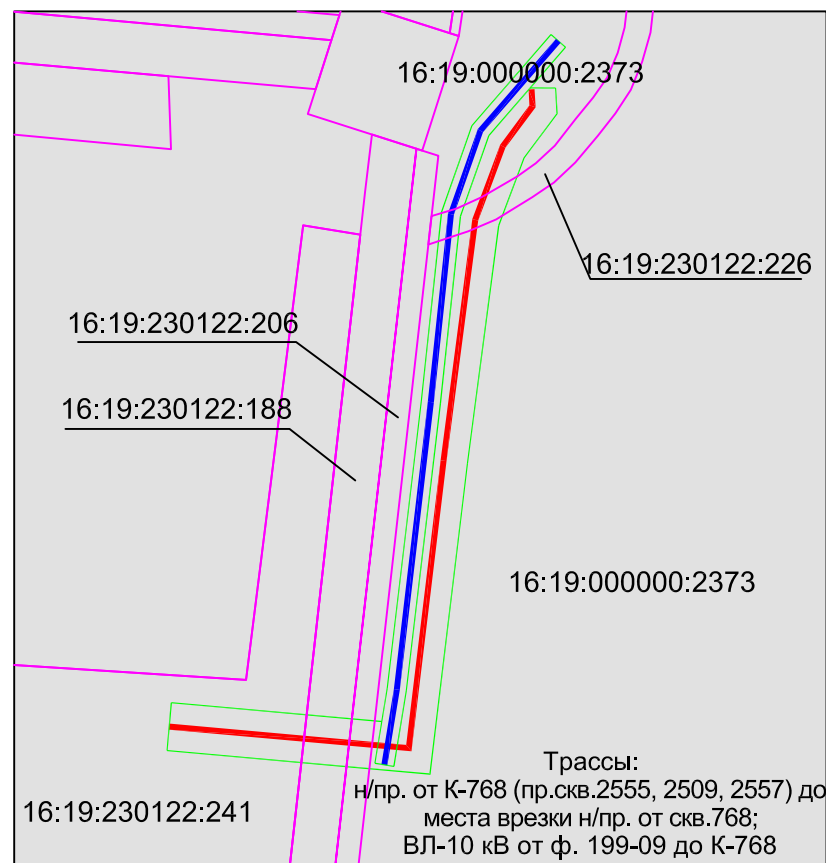 16:19:000000:2373
16:19:230122:226
16:19:230122:206
16:19:230122:188
16:19:000000:2373
16:19:230122:241
Трассы:
н/пр. от К-768 (пр.скв.2555, 2509, 2557) до
места врезки н/пр. от скв.768;
ВЛ-10 кВ от ф. 199-09 до К-768